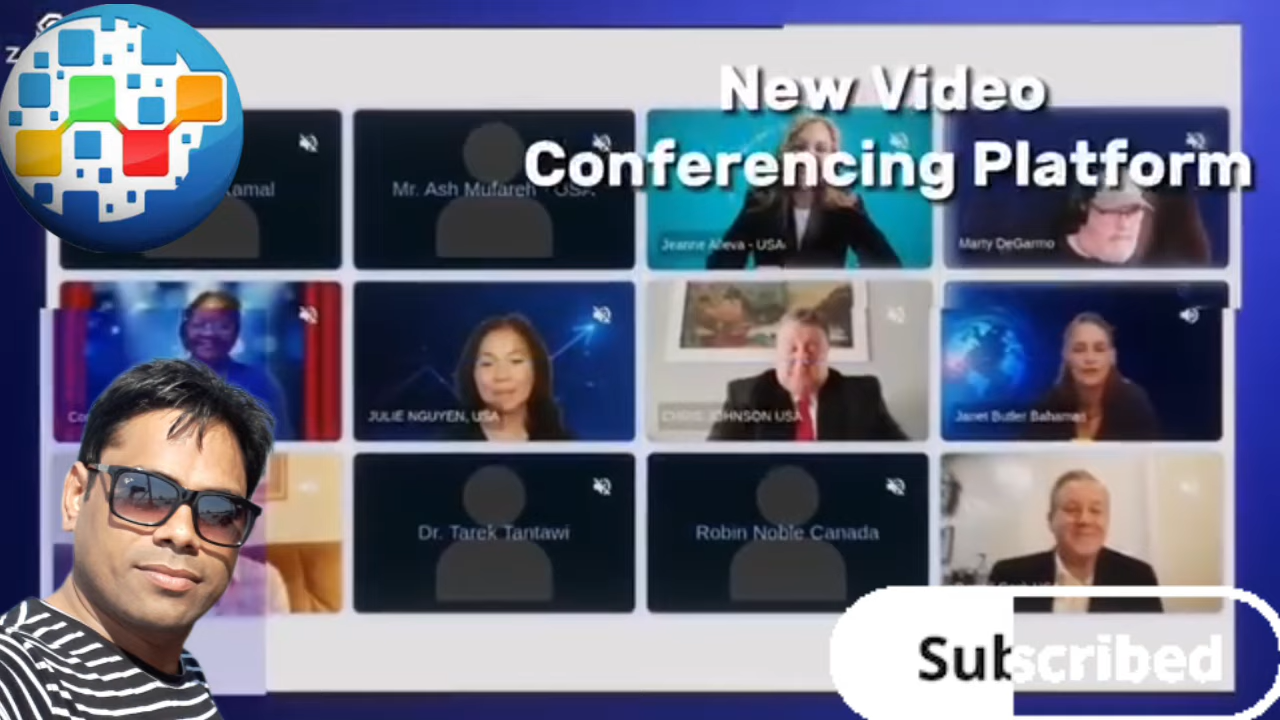 New Video
Conferencing Platform
Mr. Ash Mufareh - USA
Jeanne Alleva - USA
Marty DeGarmo
JULIE NGUYEN, USA
CHRIS JOHNSON USA
Janet Butler Bahamas
Dr. Tarek Tantawi
Robin Noble Canada
Subscribed